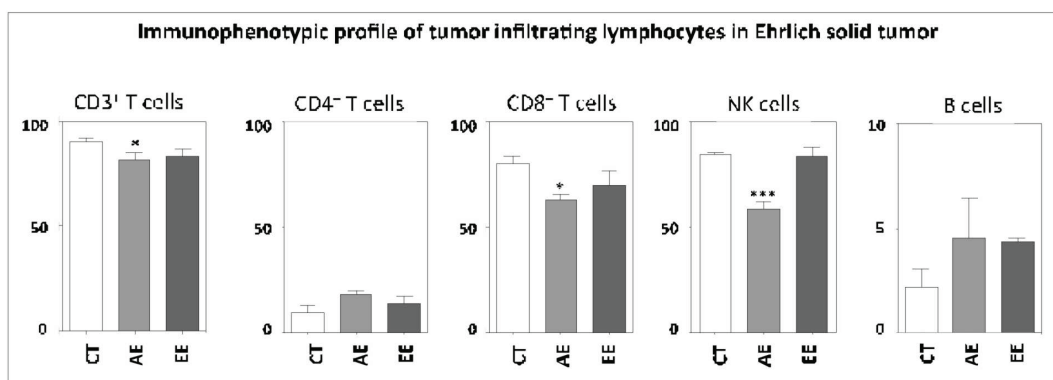 Immunophenotypic profile of tumor infiltrating lymphocytes in Ehrlich solid tumor
CD3⁺ T cells
100
50
0
*
CT
AE
EE
CD4⁺ T cells
100
50
0
CT
AE
EE
CD8⁺ T cells
100
50
0
*
CT
AE
EE
NK cells
100
50
0
***
CT
AE
EE
B cells
10
5
0
CT
AE
EE